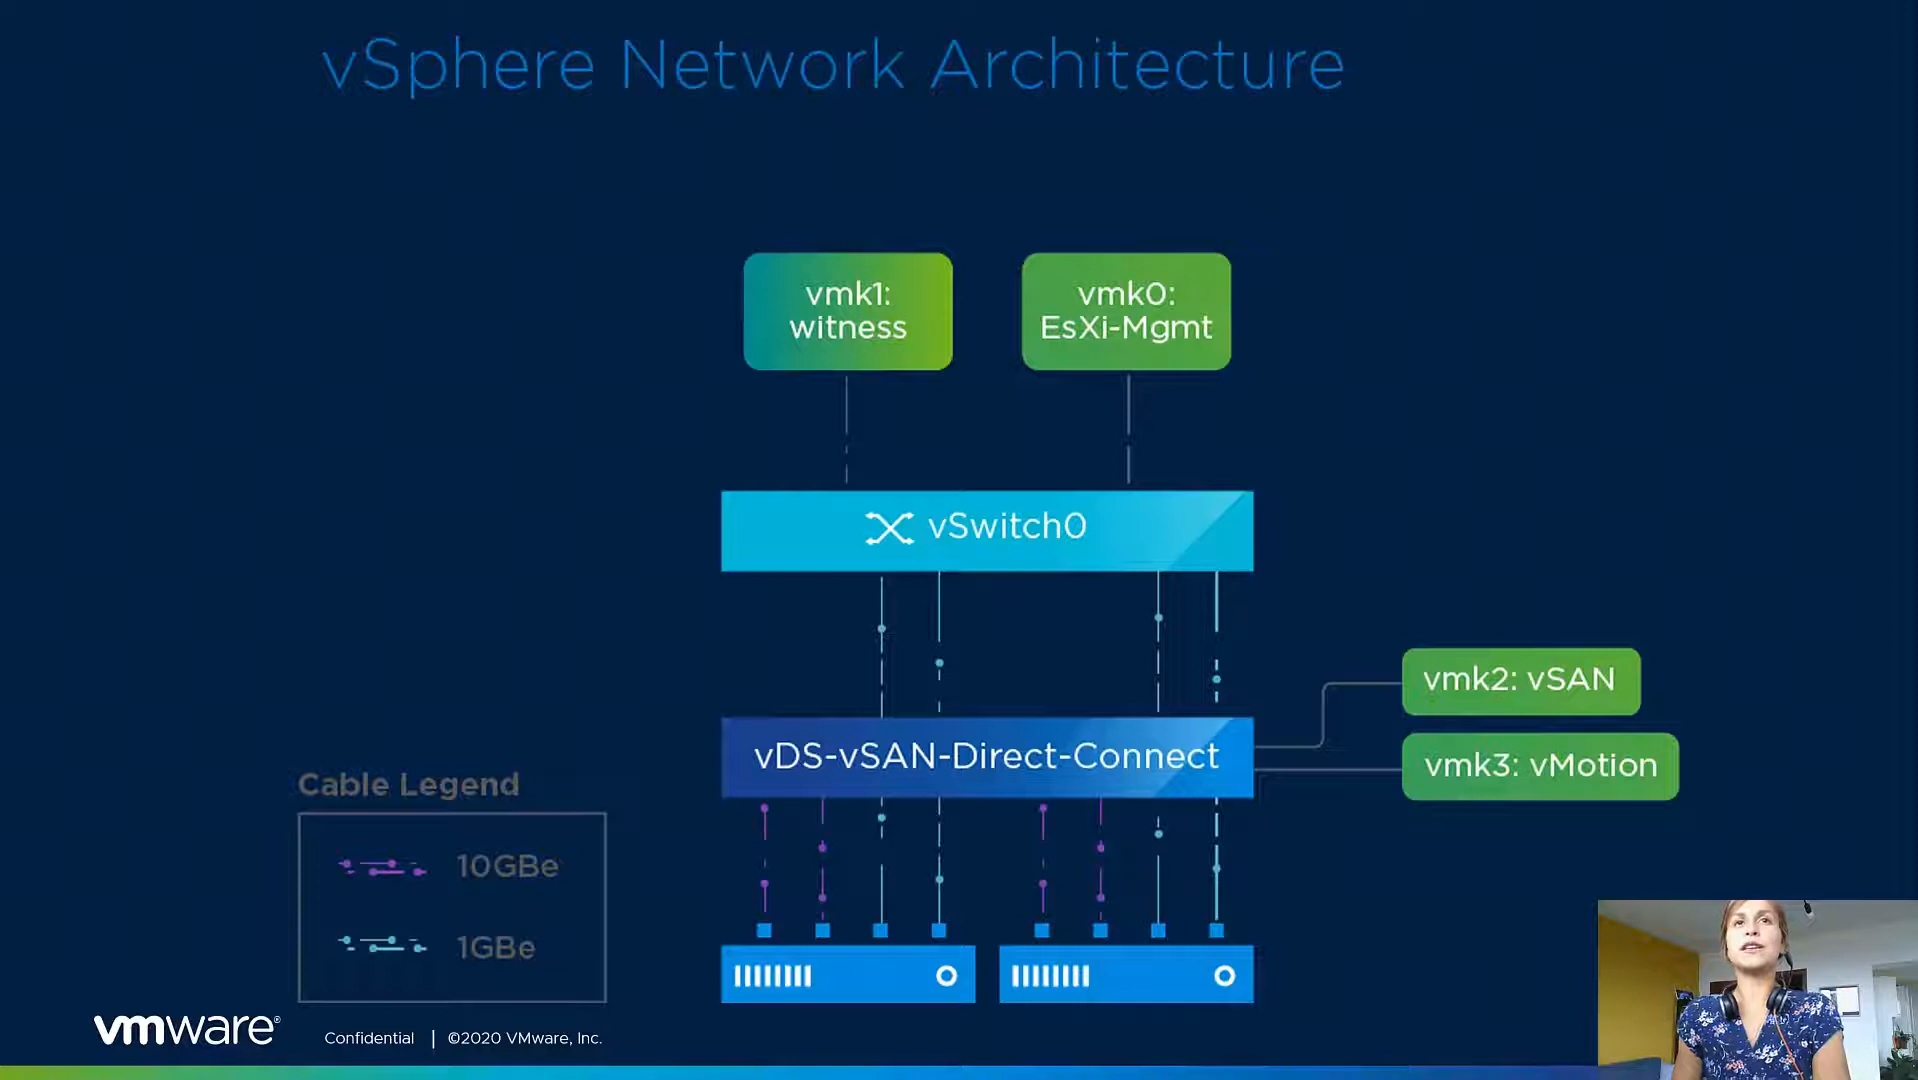 vSphere Network Architecture
vmk1:
witness
vmk0:
EsXi-Mgmt
vSwitch0
vmk2: vSAN
vDS-vSAN-Direct-Connect
vmk3: vMotion
Cable Legend
10GBe
1GBe
vmware®
Confidential | ©2020 VMware, Inc.